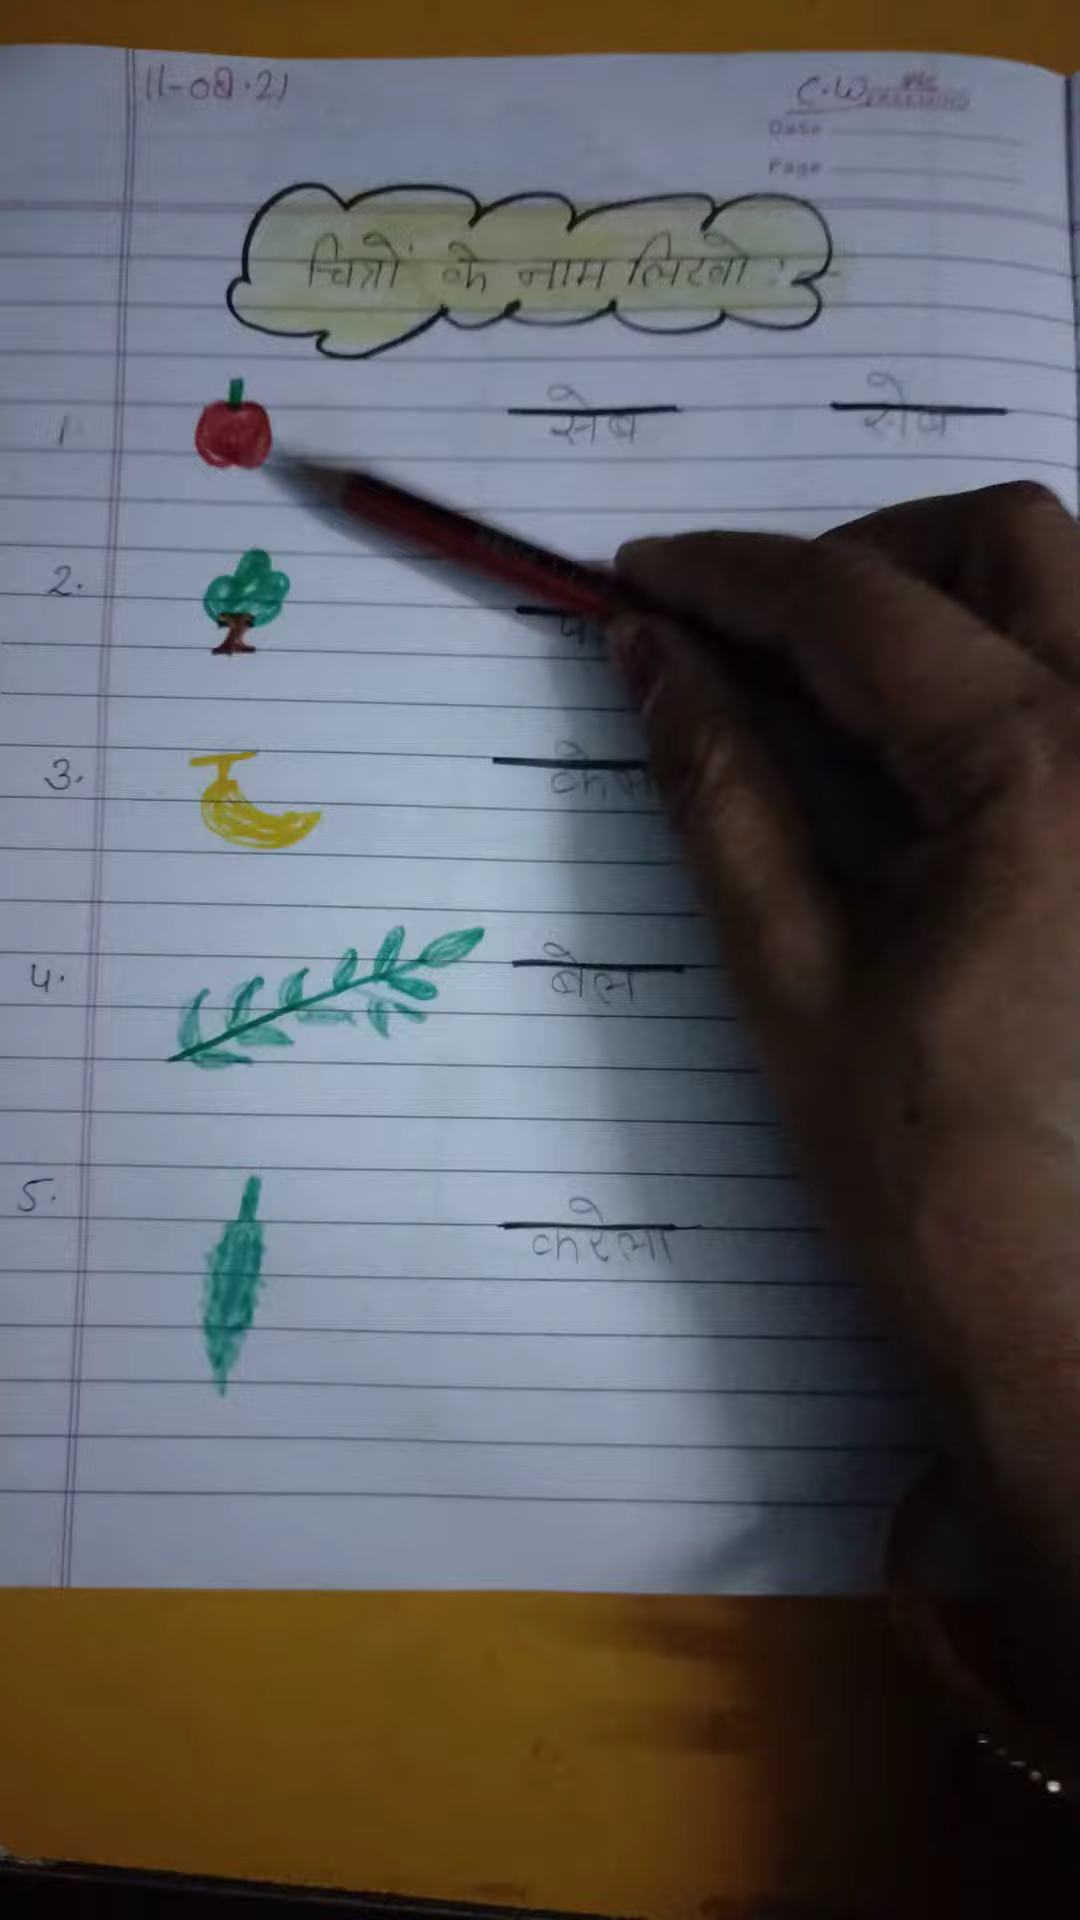 11-08-21
C.W
Date
Page
चित्रों के नाम लिखो :-
1. सेब सेब
2.
3.
4. बेल
5. करेला